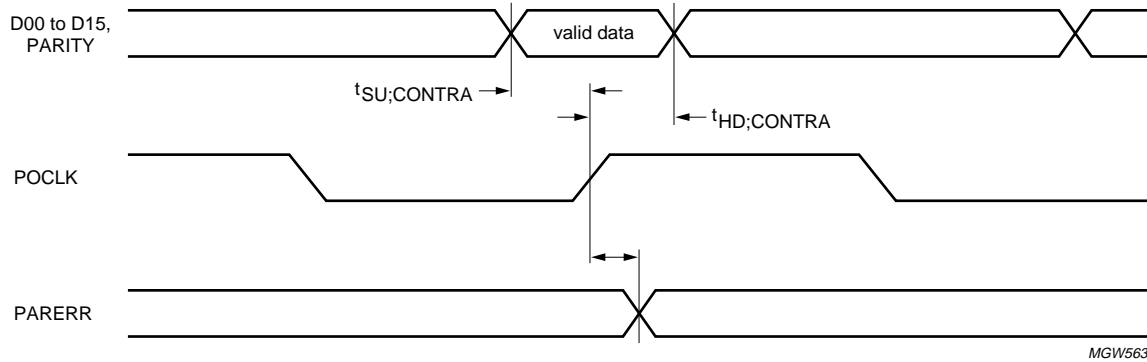 D00 to D15,
PARITY
valid data
tSU;CONTRA
tHD;CONTRA
POCLK
PARERR
MGW563